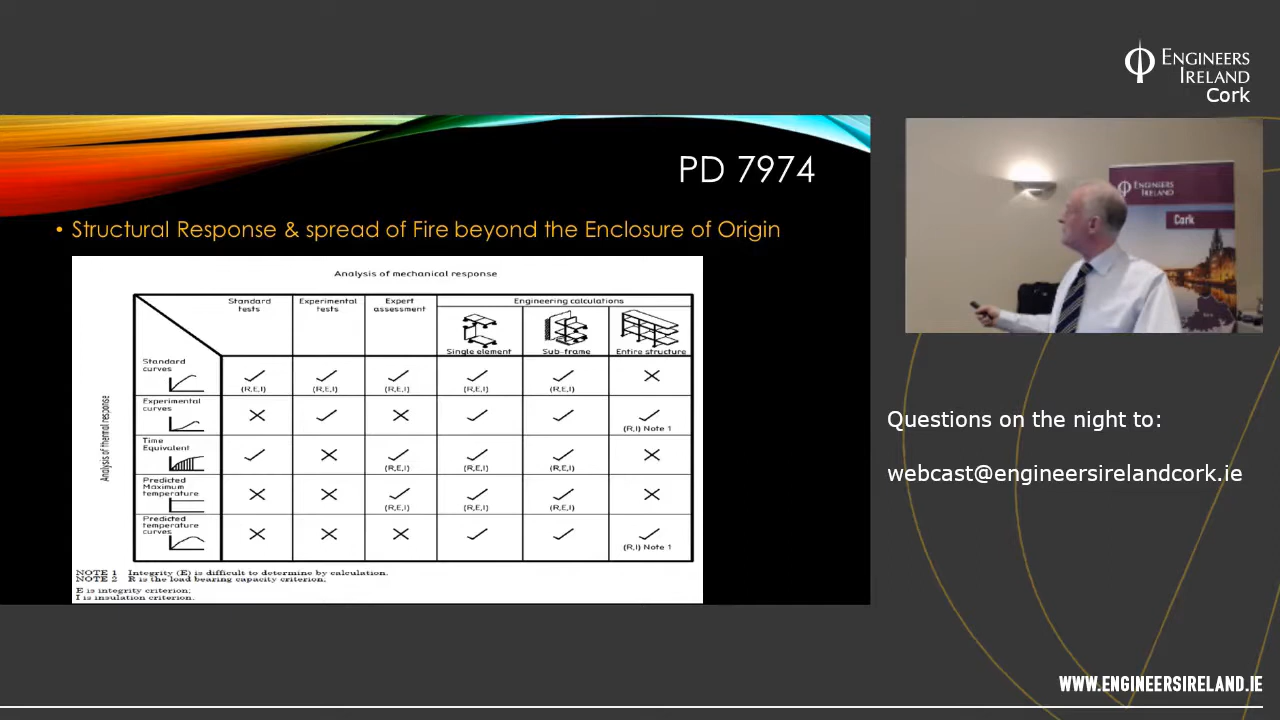 ENGINEERS
IRELAND
Cork
PD 7974
• Structural Response & spread of Fire beyond the Enclosure of Origin
Analysis of mechanical response
Standard tests
Experimental tests
Expert assessment
Engineering calculations
Single element
Sub-frame
Entire structure
Analysis of thermal response
Standard curves
✓ ✓ ✓ ✓ ✓ ✕
(R,E,I) (R,E,I) (R,E,I) (R,E,I) (R,E,I)
Experimental curves
✕ ✓ ✕ ✓ ✓ ✓
(R,I) Note 1
Time Equivalent
✓ ✕ ✓ ✓ ✓ ✕
(R,E,I) (R,E,I) (R,E,I)
Predicted Maximum temperature
✕ ✕ ✓ ✓ ✓ ✕
(R,E,I) (R,E,I) (R,E,I)
Predicted temperature curves
✕ ✕ ✕ ✓ ✓ ✓
(R,I) Note 1
NOTE 1 Integrity (E) is difficult to determine by calculation.
NOTE 2 R is the load bearing capacity criterion;
E is integrity criterion;
I is insulation criterion.
ENGINEERS
IRELAND
Cork
Questions on the night to:
webcast@engineersirelandcork.ie
WWW.ENGINEERSIRELAND.IE